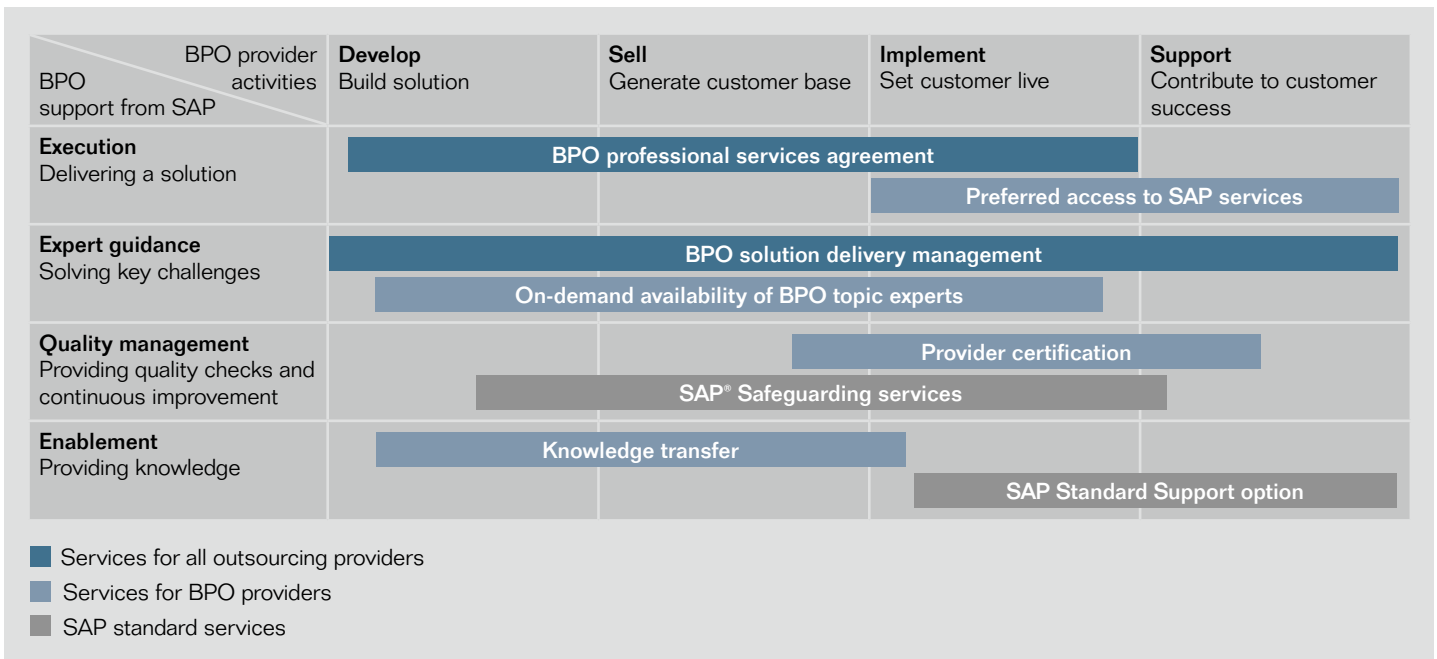 BPO provider
activities
BPO
support from SAP
Develop
Build solution
Sell
Generate customer base
Implement
Set customer live
Support
Contribute to customer
success
Execution
Delivering a solution
BPO professional services agreement
Preferred access to SAP services
Expert guidance
Solving key challenges
BPO solution delivery management
On-demand availability of BPO topic experts
Quality management
Providing quality checks and
continuous improvement
Provider certification
SAP® Safeguarding services
Enablement
Providing knowledge
Knowledge transfer
SAP Standard Support option
Services for all outsourcing providers
Services for BPO providers
SAP standard services